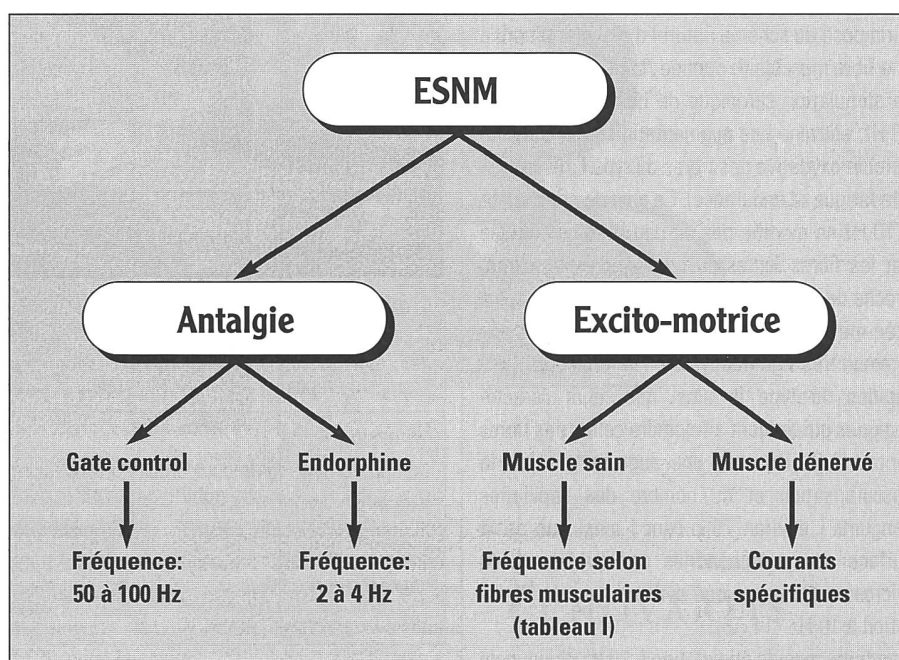 ESNM
Antalgie
Excito-motrice
Gate control
Endorphine
Muscle sain
Muscle dénervé
Fréquence:
50 à 100 Hz
Fréquence:
2 à 4 Hz
Fréquence selon
fibres musculaires
(tableau I)
Courants
spécifiques